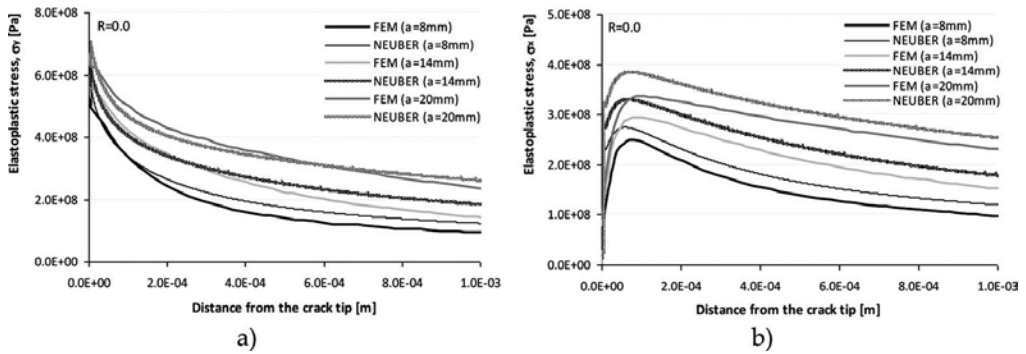 Elastoplastic stress, σy [Pa]
8.0E+08
6.0E+08
4.0E+08
2.0E+08
0.0E+00
R=0.0
FEM (a=8mm)
NEUBER (a=8mm)
FEM (a=14mm)
NEUBER (a=14mm)
FEM (a=20mm)
NEUBER (a=20mm)
0.0E+00 2.0E-04 4.0E-04 6.0E-04 8.0E-04 1.0E-03
Distance from the crack tip [m]
a)
Elastoplastic stress, σx [Pa]
5.0E+08
4.0E+08
3.0E+08
2.0E+08
1.0E+08
0.0E+00
R=0.0
FEM (a=8mm)
NEUBER (a=8mm)
FEM (a=14mm)
NEUBER (a=14mm)
FEM (a=20mm)
NEUBER (a=20mm)
0.0E+00 2.0E-04 4.0E-04 6.0E-04 8.0E-04 1.0E-03
Distance from the crack tip [m]
b)